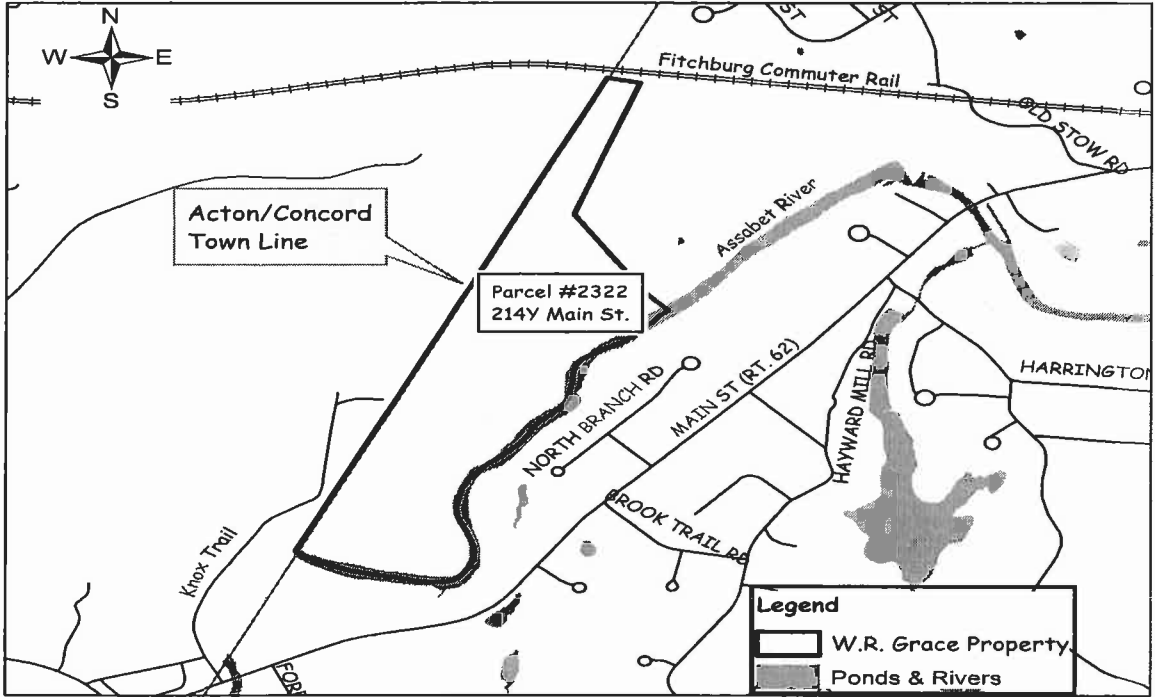 N
W E
S
ST
ST
Fitchburg Commuter Rail
OLD STOW RD
Acton/Concord
Town Line
Assabet River
Parcel #2322
214Y Main St.
NORTH BRANCH RD
MAIN ST (RT. 62)
HAYWARD MILL RD
HARRINGTON
BROOK TRAIL RD
Knox Trail
FOR
Legend
W.R. Grace Property
Ponds & Rivers